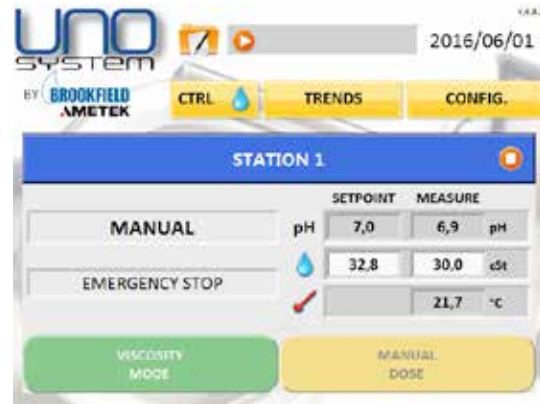 UNO
SYSTEM
2016/06/01
BY BROOKFIELD
AMETEK
CTRL
TRENDS
CONFIG.
STATION 1
SETPOINT MEASURE
MANUAL
pH 7,0 6,9 pH
32,8 30,0 cSt
EMERGENCY STOP
21,7 °C
VISCOSITY
MODE
MANUAL
DOSE